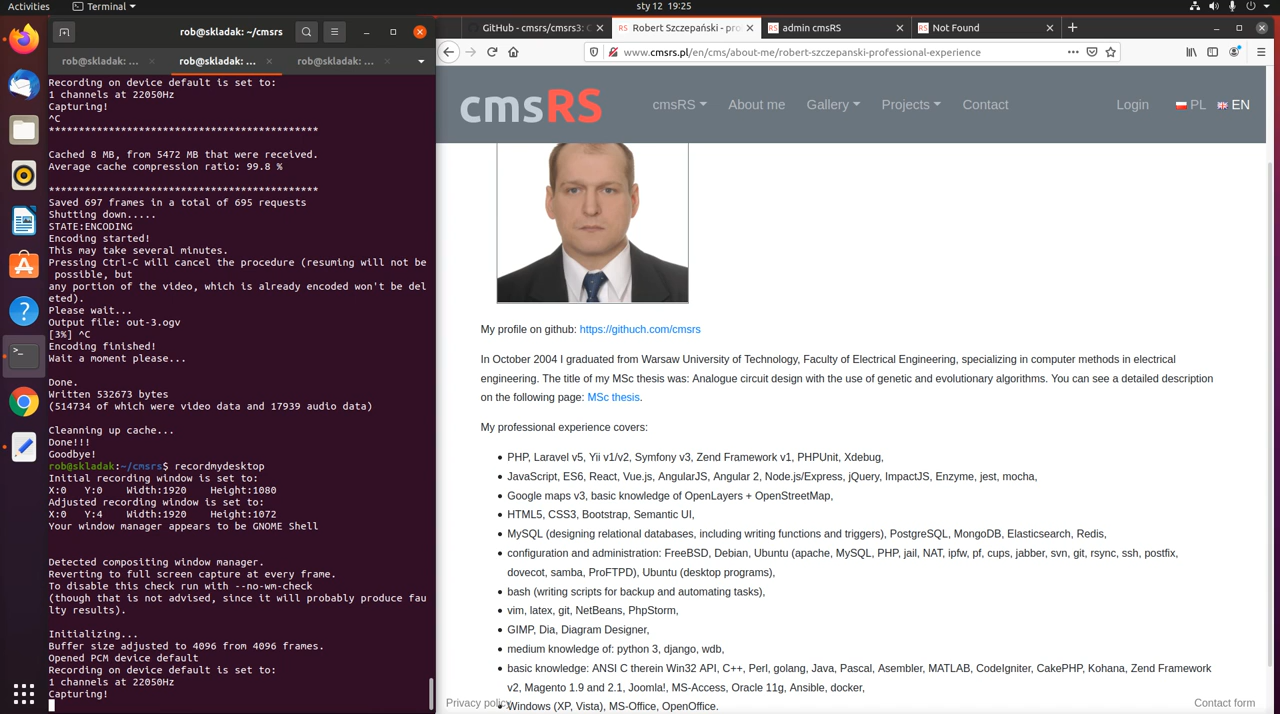 Activities
Terminal
sty 12 19:25
rob@skladak: ~/cmsrs
rob@skladak: ...
rob@skladak: ...
rob@skladak: ...
Recording on device default is set to:
1 channels at 22050Hz
Capturing!
^C
*********************************************
Cached 8 MB, from 5472 MB that were received.
Average cache compression ratio: 99.8 %
*********************************************
Saved 697 frames in a total of 695 requests
Shutting down.....
STATE:ENCODING
Encoding started!
This may take several minutes.
Pressing Ctrl-C will cancel the procedure (resuming will not be
possible, but
any portion of the video, which is already encoded won't be del
eted).
Please wait...
Output file: out-3.ogv
[3%] ^C
Encoding finished!
Wait a moment please...
Done.
Written 532673 bytes
(514734 of which were video data and 17939 audio data)
Cleanning up cache...
Done!!!
Goodbye!
rob@skladak:~/cmsrs$ recordmydesktop
Initial recording window is set to:
X:0 Y:0 Width:1920 Height:1080
Adjusted recording window is set to:
X:0 Y:4 Width:1920 Height:1072
Your window manager appears to be GNOME Shell
Detected compositing window manager.
Reverting to full screen capture at every frame.
To disable this check run with --no-wm-check
(though that is not advised, since it will probably produce fau
lty results).
Initializing...
Buffer size adjusted to 4096 from 4096 frames.
Opened PCM device default
Recording on device default is set to:
1 channels at 22050Hz
Capturing!
GitHub - cmsrs/cmsrs3: C
RS Robert Szczepański - pro
RS admin cmsRS
RS Not Found
www.cmsrs.pl/en/cms/about-me/robert-szczepanski-professional-experience
cmsRS
cmsRS
About me
Gallery
Projects
Contact
Login
PL
EN
My profile on github: https://githuch.com/cmsrs
In October 2004 I graduated from Warsaw University of Technology, Faculty of Electrical Engineering, specializing in computer methods in electrical
engineering. The title of my MSc thesis was: Analogue circuit design with the use of genetic and evolutionary algorithms. You can see a detailed description
on the following page: MSc thesis.
My professional experience covers:
• PHP, Laravel v5, Yii v1/v2, Symfony v3, Zend Framework v1, PHPUnit, Xdebug,
• JavaScript, ES6, React, Vue.js, AngularJS, Angular 2, Node.js/Express, jQuery, ImpactJS, Enzyme, jest, mocha,
• Google maps v3, basic knowledge of OpenLayers + OpenStreetMap,
• HTML5, CSS3, Bootstrap, Semantic UI,
• MySQL (designing relational databases, including writing functions and triggers), PostgreSQL, MongoDB, Elasticsearch, Redis,
• configuration and administration: FreeBSD, Debian, Ubuntu (apache, MySQL, PHP, jail, NAT, ipfw, pf, cups, jabber, svn, git, rsync, ssh, postfix,
dovecot, samba, ProFTPD), Ubuntu (desktop programs),
• bash (writing scripts for backup and automating tasks),
• vim, latex, git, NetBeans, PhpStorm,
• GIMP, Dia, Diagram Designer,
• medium knowledge of: python 3, django, wdb,
• basic knowledge: ANSI C therein Win32 API, C++, Perl, golang, Java, Pascal, Asembler, MATLAB, CodeIgniter, CakePHP, Kohana, Zend Framework
v2, Magento 1.9 and 2.1, Joomla!, MS-Access, Oracle 11g, Ansible, docker,
• Windows (XP, Vista), MS-Office, OpenOffice.
Privacy policy
Contact form